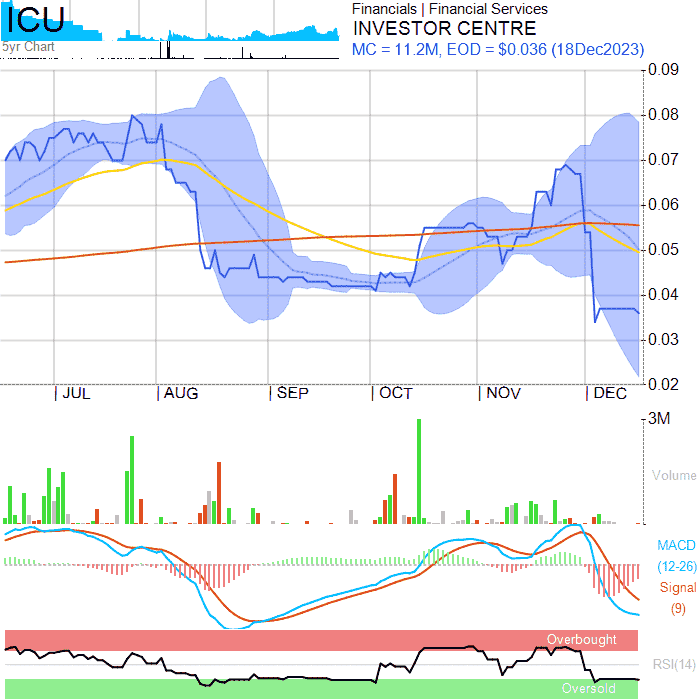 ICU
5yr Chart
Financials | Financial Services
INVESTOR CENTRE
MC = 11.2M, EOD = $0.036 (18Dec2023)
0.09
0.08
0.07
0.06
0.05
0.04
0.03
0.02
JUL AUG SEP OCT NOV DEC
3M
Volume
MACD
(12-26)
Signal
(9)
Overbought
RSI(14)
Oversold